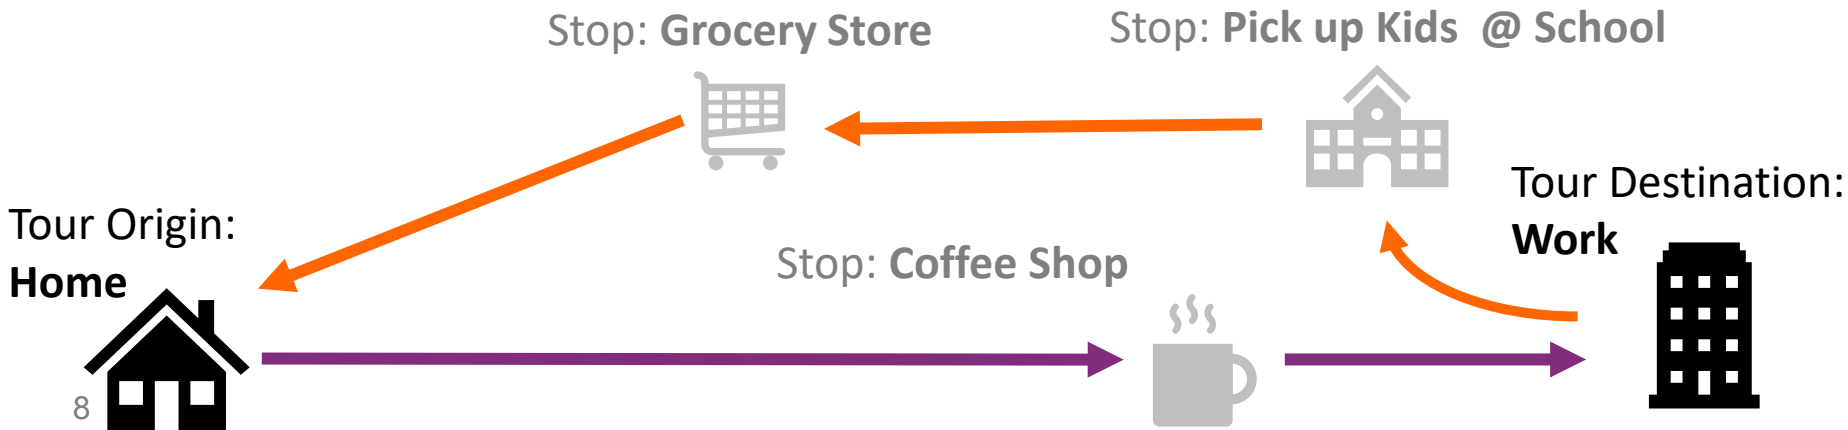 Stop: Grocery Store
Stop: Pick up Kids @ School
Tour Destination:
Work
Tour Origin:
Home
Stop: Coffee Shop
8